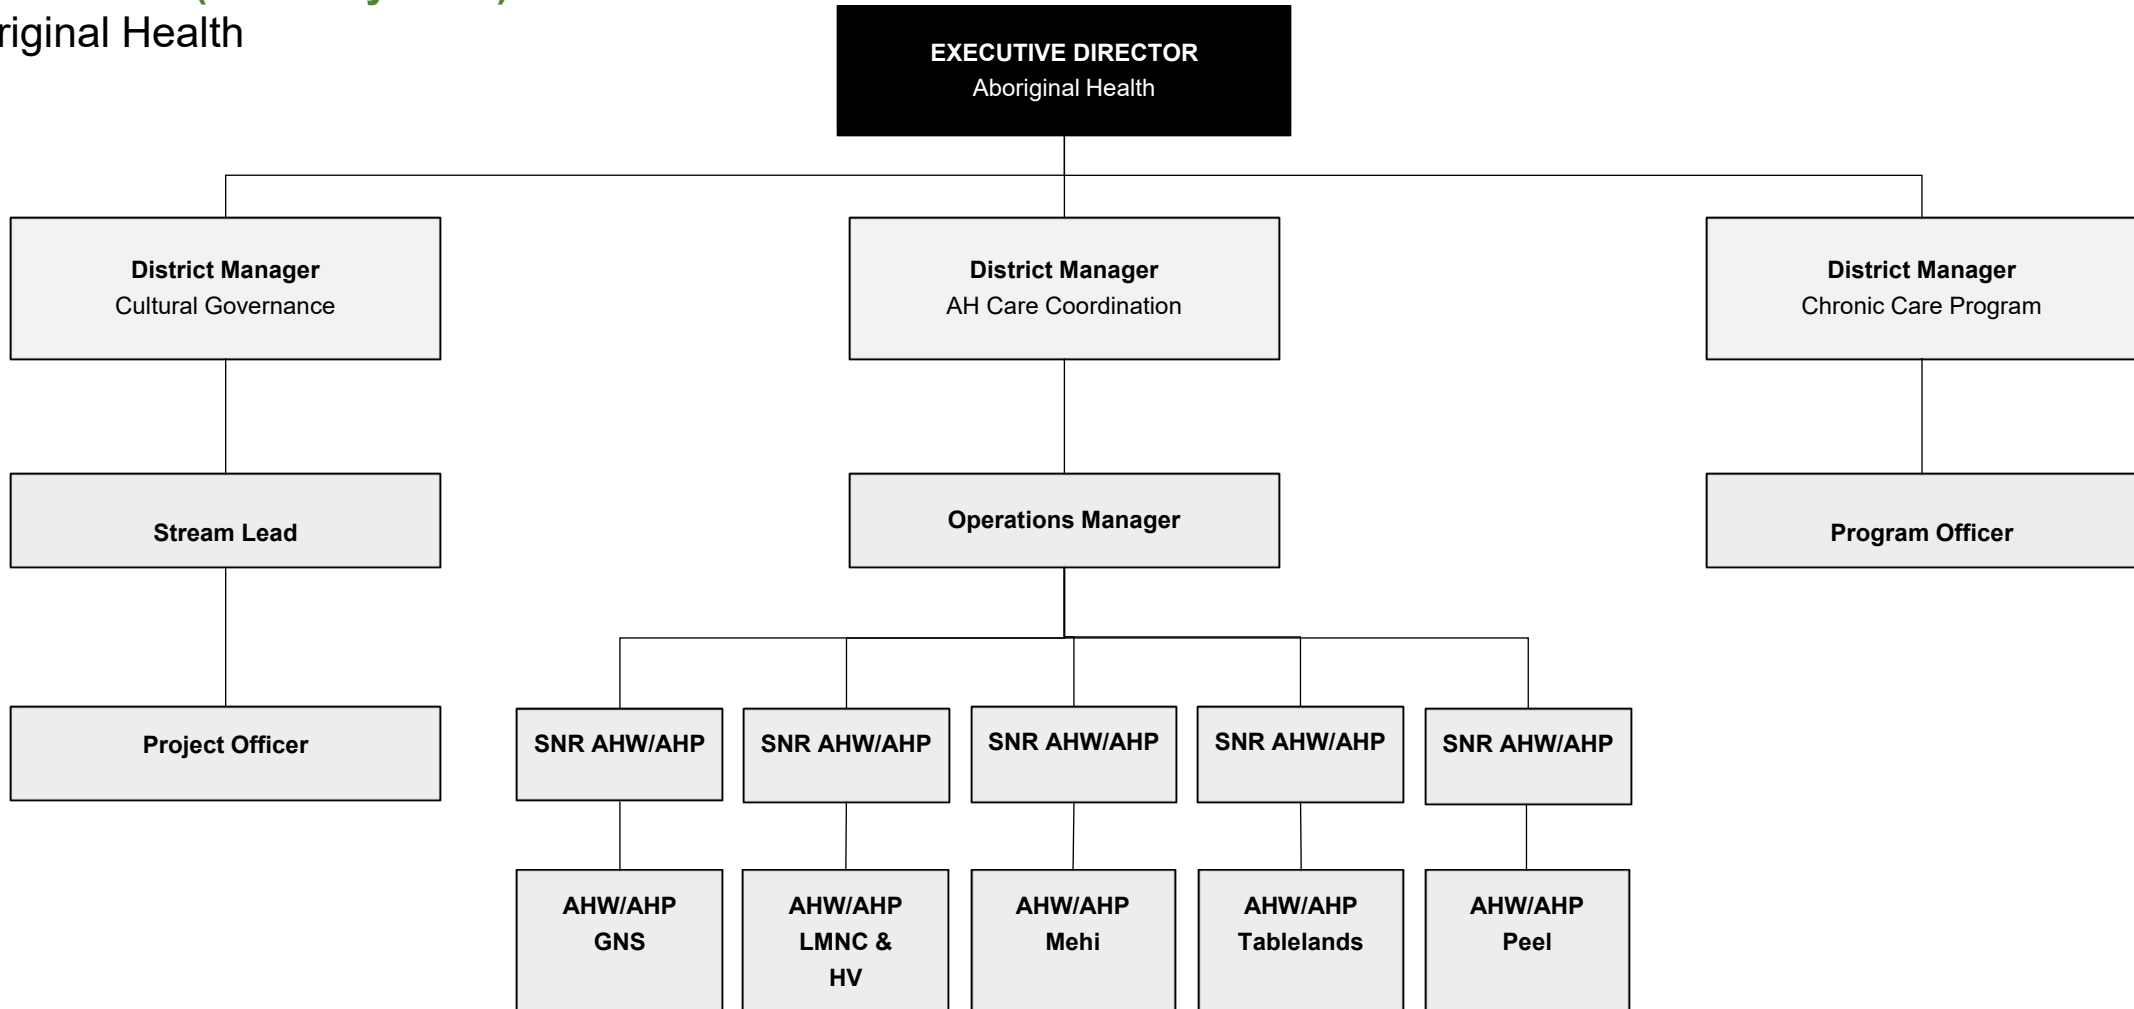 riginal Health
EXECUTIVE DIRECTOR
Aboriginal Health
District Manager
Cultural Governance
District Manager
AH Care Coordination
District Manager
Chronic Care Program
Stream Lead
Operations Manager
Program Officer
Project Officer
SNR AHW/AHP
SNR AHW/AHP
SNR AHW/AHP
SNR AHW/AHP
SNR AHW/AHP
AHW/AHP
GNS
AHW/AHP
LMNC &
HV
AHW/AHP
Mehi
AHW/AHP
Tablelands
AHW/AHP
Peel